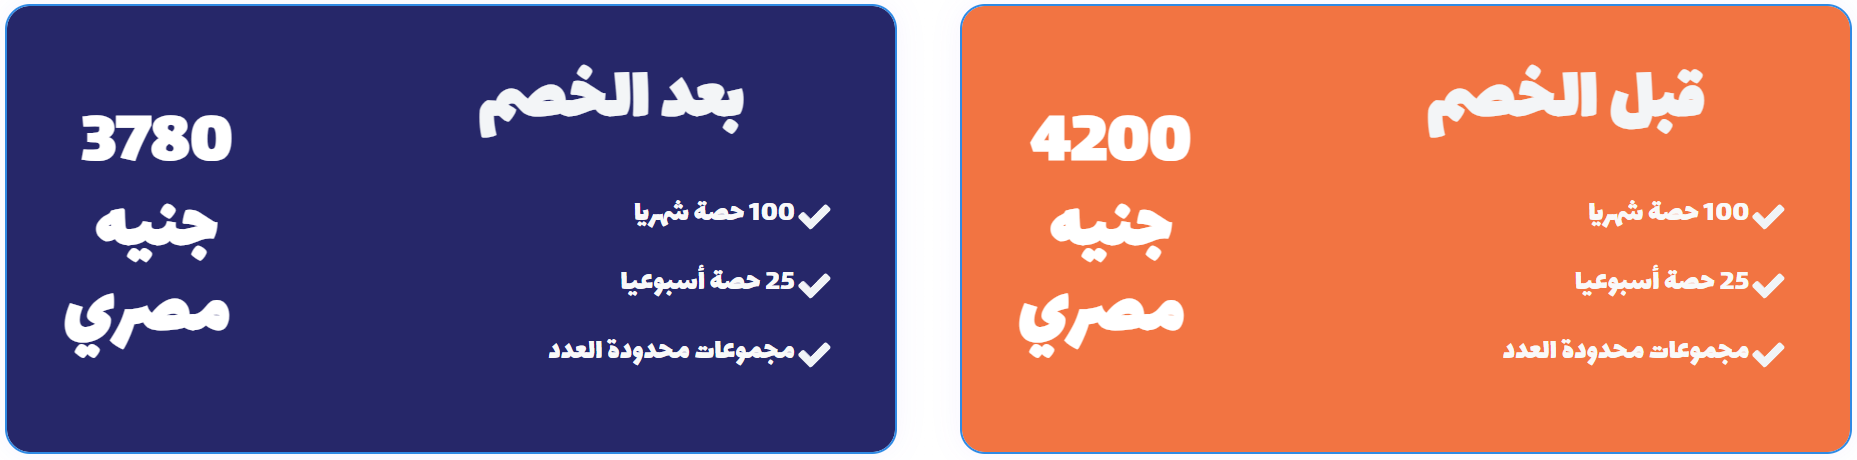 قبل الخصم
4200
جنيه
مصري
100 حصة شهريا
25 حصة أسبوعيا
مجموعات محدودة العدد
بعد الخصم
3780
جنيه
مصري
100 حصة شهريا
25 حصة أسبوعيا
مجموعات محدودة العدد